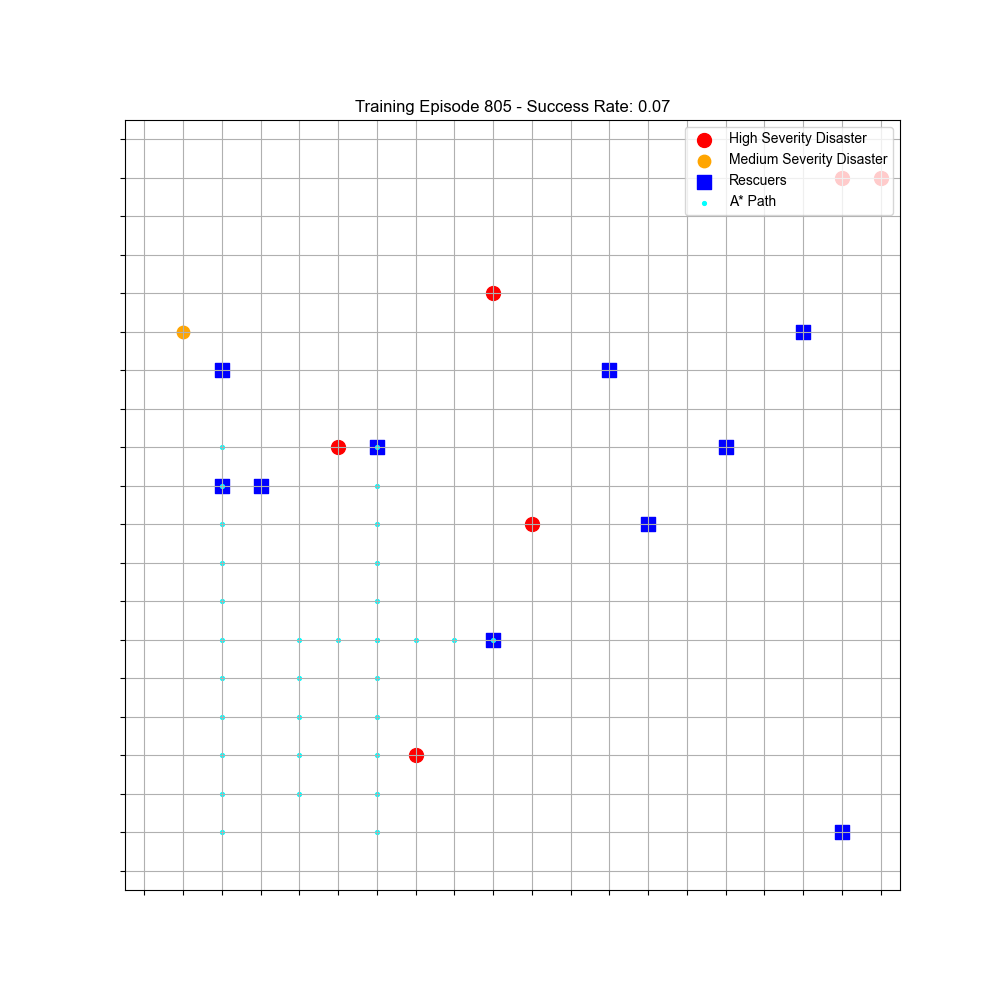 Training Episode 805 - Success Rate: 0.07
High Severity Disaster
Medium Severity Disaster
Rescuers
A* Path